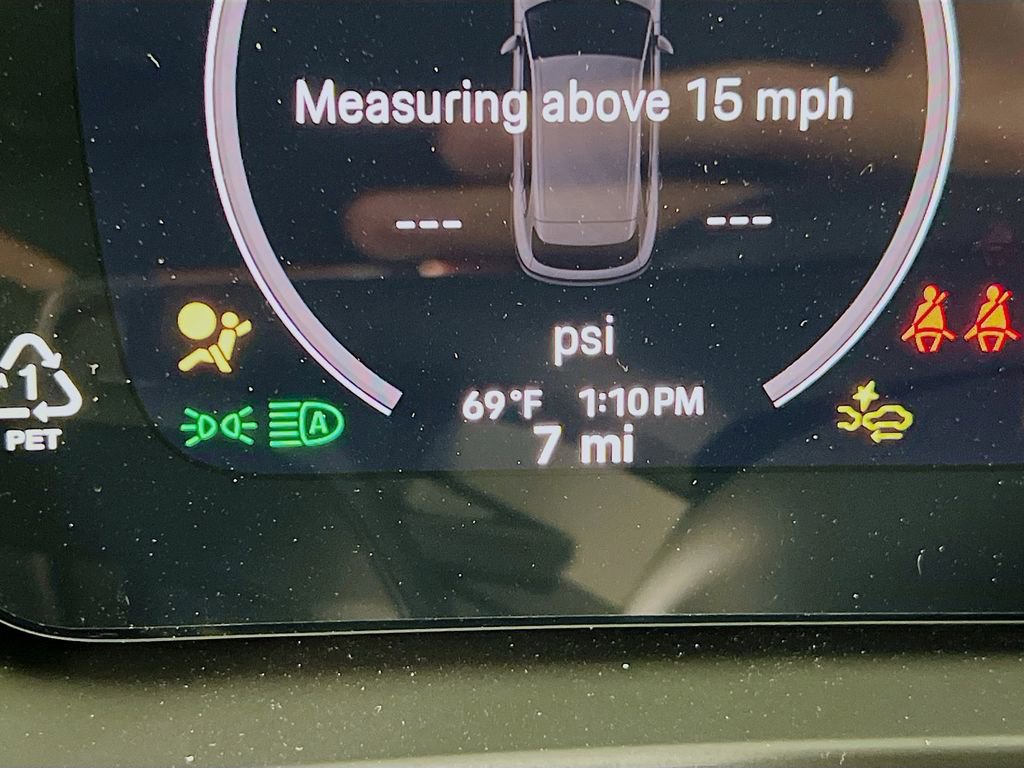 Measuring above 15 mph
--- ---
psi
1
PET
A
69°F 1:10PM
7 mi